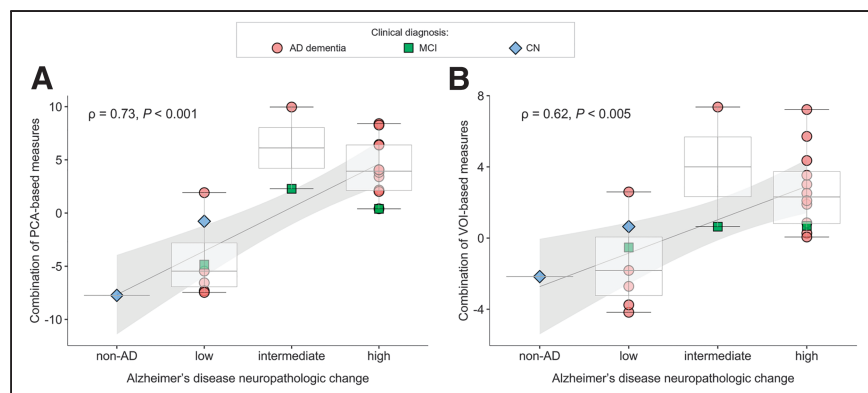 Clinical diagnosis:
AD dementia MCI CN
A
ρ = 0.73, P < 0.001
Combination of PCA-based measures
10
5
0
-5
-10
non-AD low intermediate high
Alzheimer's disease neuropathologic change
B
ρ = 0.62, P < 0.005
Combination of VOI-based measures
8
4
0
-4
non-AD low intermediate high
Alzheimer's disease neuropathologic change